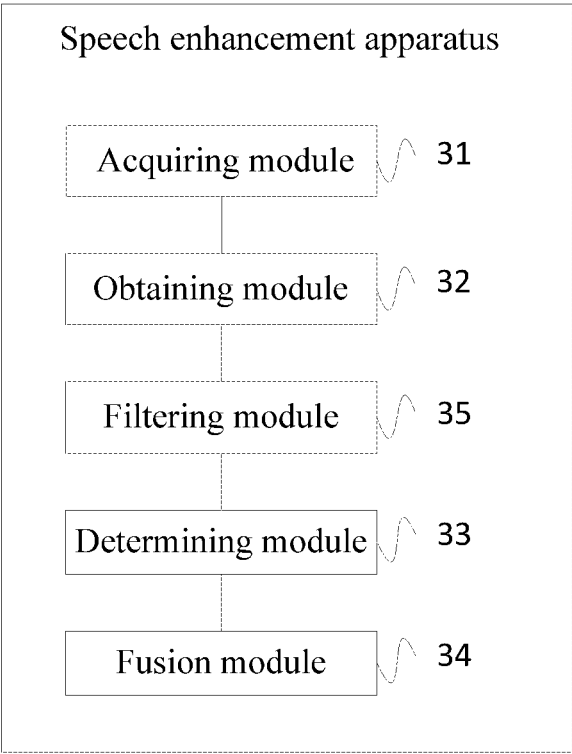 Speech enhancement apparatus
Acquiring module 31
Obtaining module 32
Filtering module 35
Determining module 33
Fusion module 34